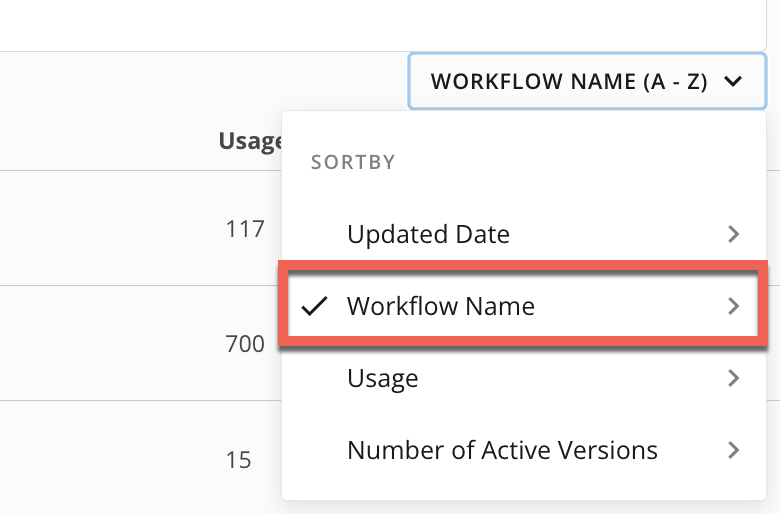 WORKFLOW NAME (A - Z)
Usage
SORTBY
117
Updated Date
Workflow Name
700
Usage
15
Number of Active Versions